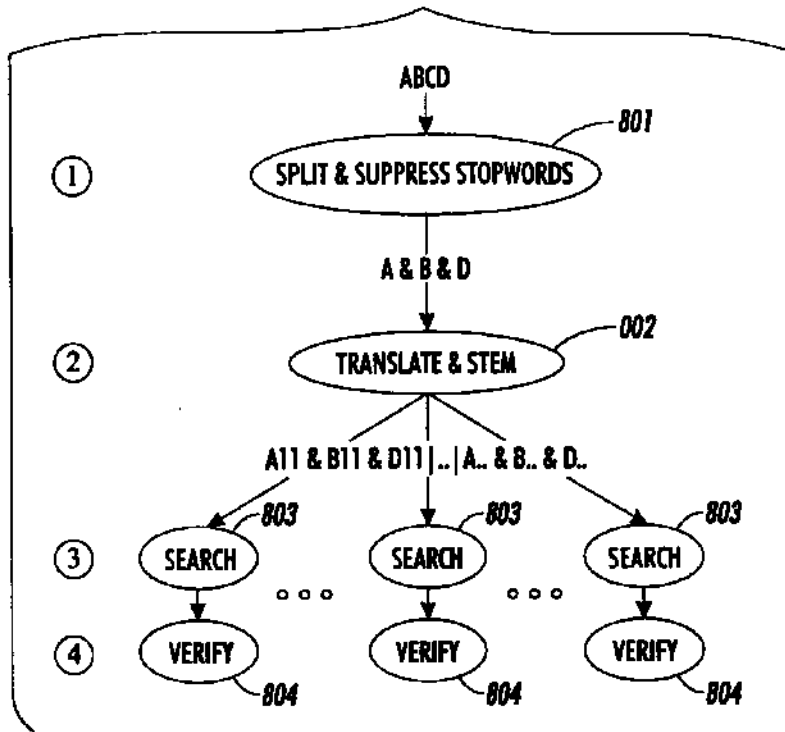 ABCD
801
① SPLIT & SUPPRESS STOPWORDS
A & B & D
002
② TRANSLATE & STEM
A11 & B11 & D11 |..| A.. & B.. & D..
803 803 803
③ SEARCH SEARCH SEARCH
④ VERIFY VERIFY VERIFY
804 804 804